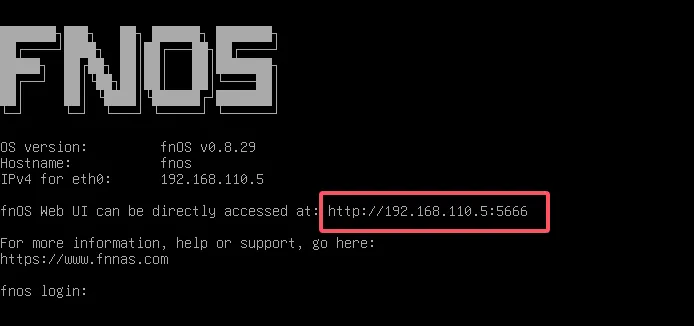 FNOS
OS version: fnOS v0.8.29
Hostname: fnos
IPv4 for eth0: 192.168.110.5
fnOS Web UI can be directly accessed at: http://192.168.110.5:5666
For more information, help or support, go here:
https://www.fnnas.com
fnos login: